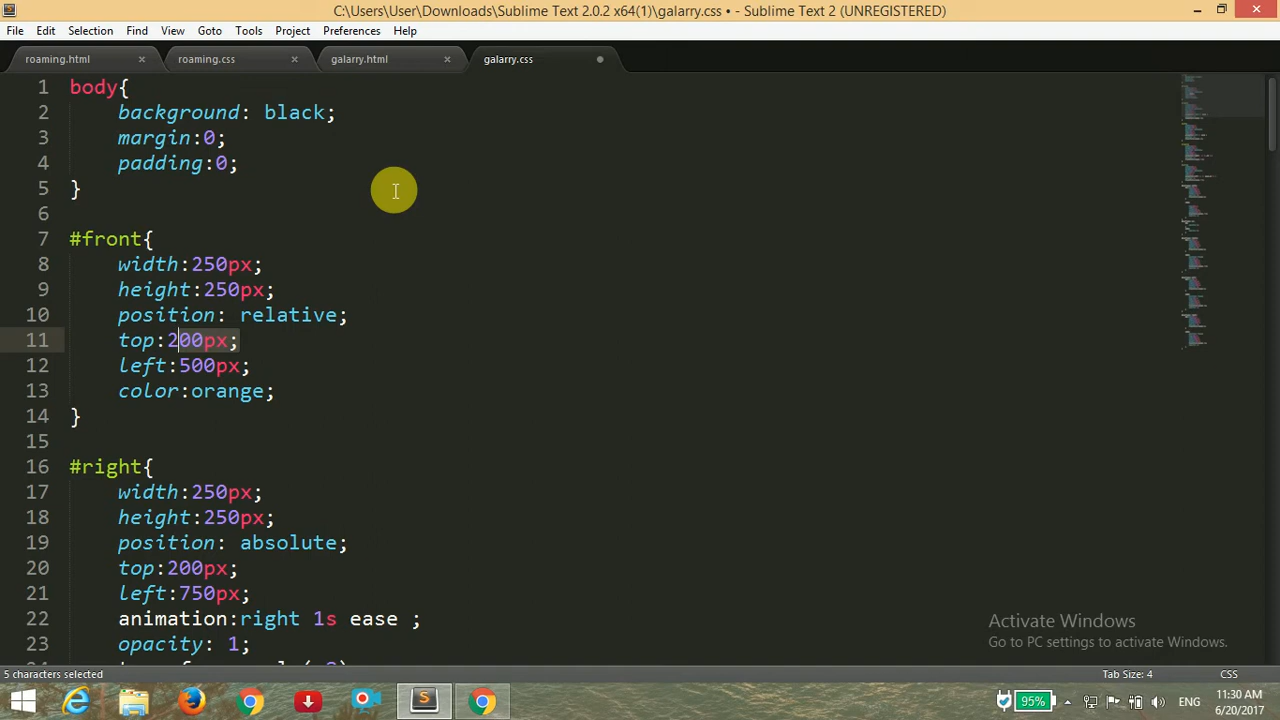 C:\Users\User\Downloads\Sublime Text 2.0.2 x64(1)\galarry.css • - Sublime Text 2 (UNREGISTERED)
File Edit Selection Find View Goto Tools Project Preferences Help
roaming.html × roaming.css × galarry.html × galarry.css
1 body{
2 background: black;
3 margin:0;
4 padding:0;
5 }
6
7 #front{
8 width:250px;
9 height:250px;
10 position: relative;
11 top:200px;
12 left:500px;
13 color:orange;
14 }
15
16 #right{
17 width:250px;
18 height:250px;
19 position: absolute;
20 top:200px;
21 left:750px;
22 animation:right 1s ease ;
23 opacity: 1;
Activate Windows
Go to PC settings to activate Windows.
5 characters selected Tab Size: 4 CSS
95% ENG 11:30 AM
6/20/2017